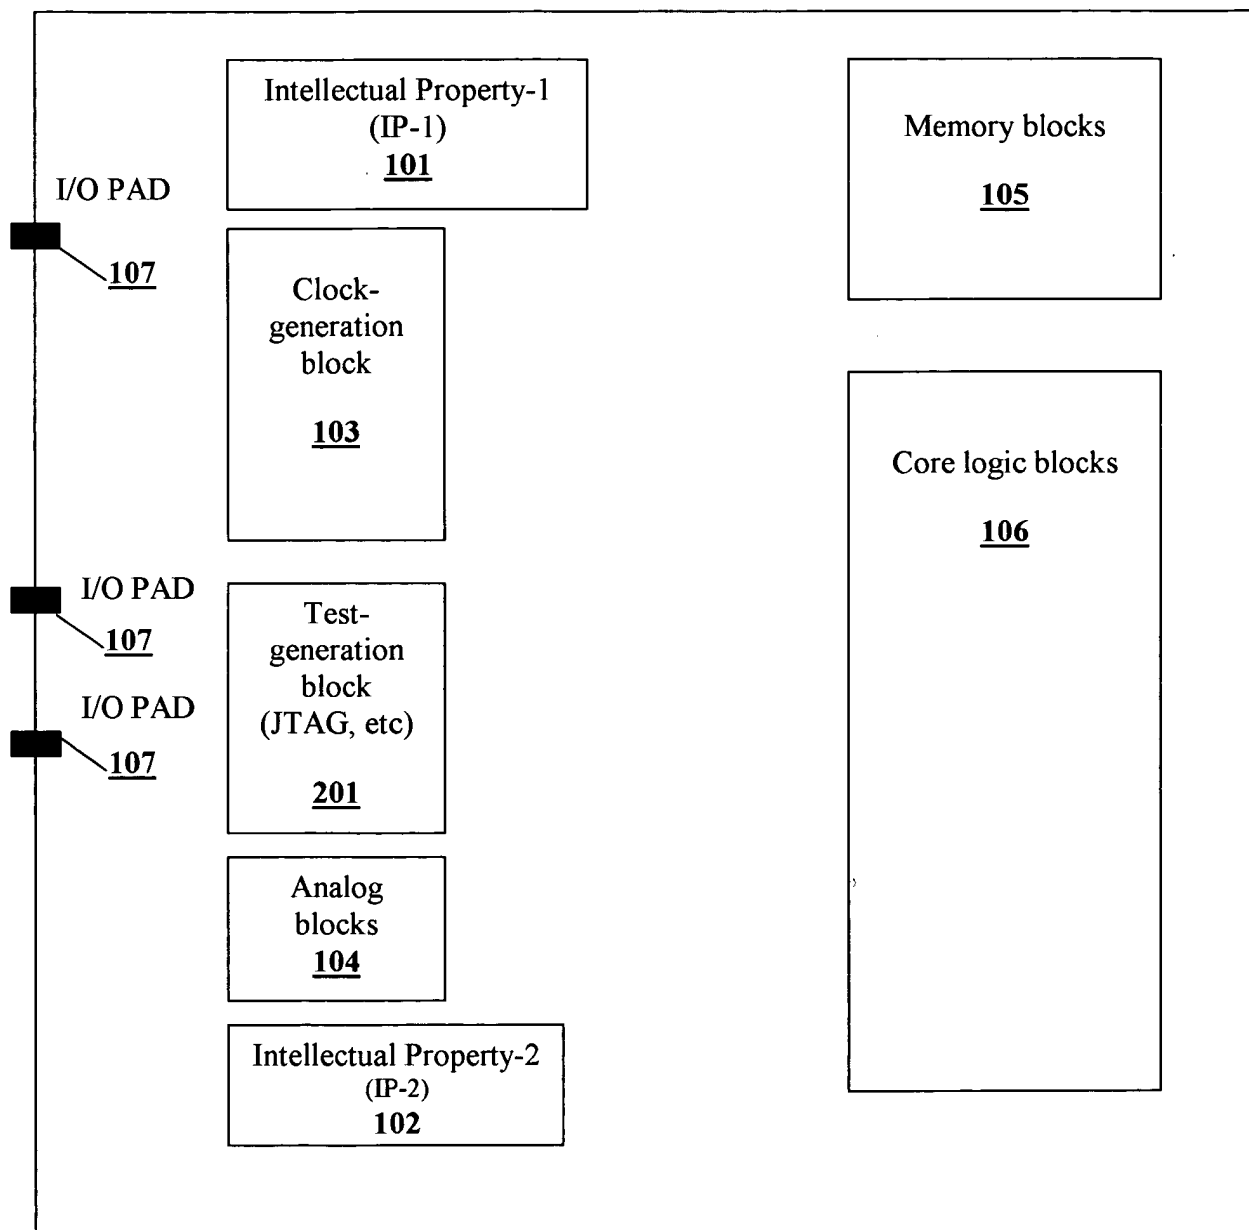 Intellectual Property-1
(IP-1)
101
Memory blocks
105
I/O PAD
107
Clock-
generation
block
103
Core logic blocks
106
I/O PAD
107
I/O PAD
107
Test-
generation
block
(JTAG, etc)
201
Analog
blocks
104
Intellectual Property-2
(IP-2)
102